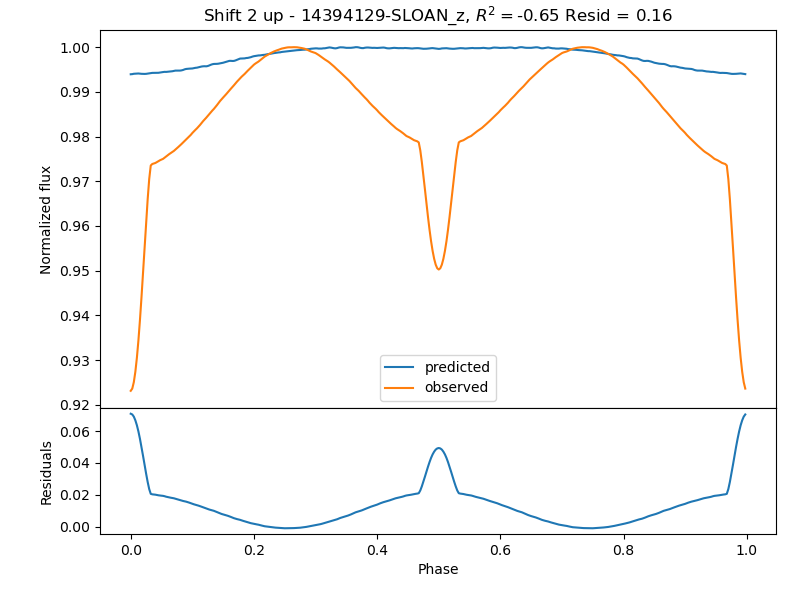 Shift 2 up - 14394129-SLOAN_z, R² = -0.65 Resid = 0.16
1.00
0.99
0.98
0.97
0.96
0.95
0.94
0.93
0.92
Normalized flux
predicted
observed
0.06
0.04
0.02
0.00
Residuals
0.0 0.2 0.4 0.6 0.8 1.0
Phase